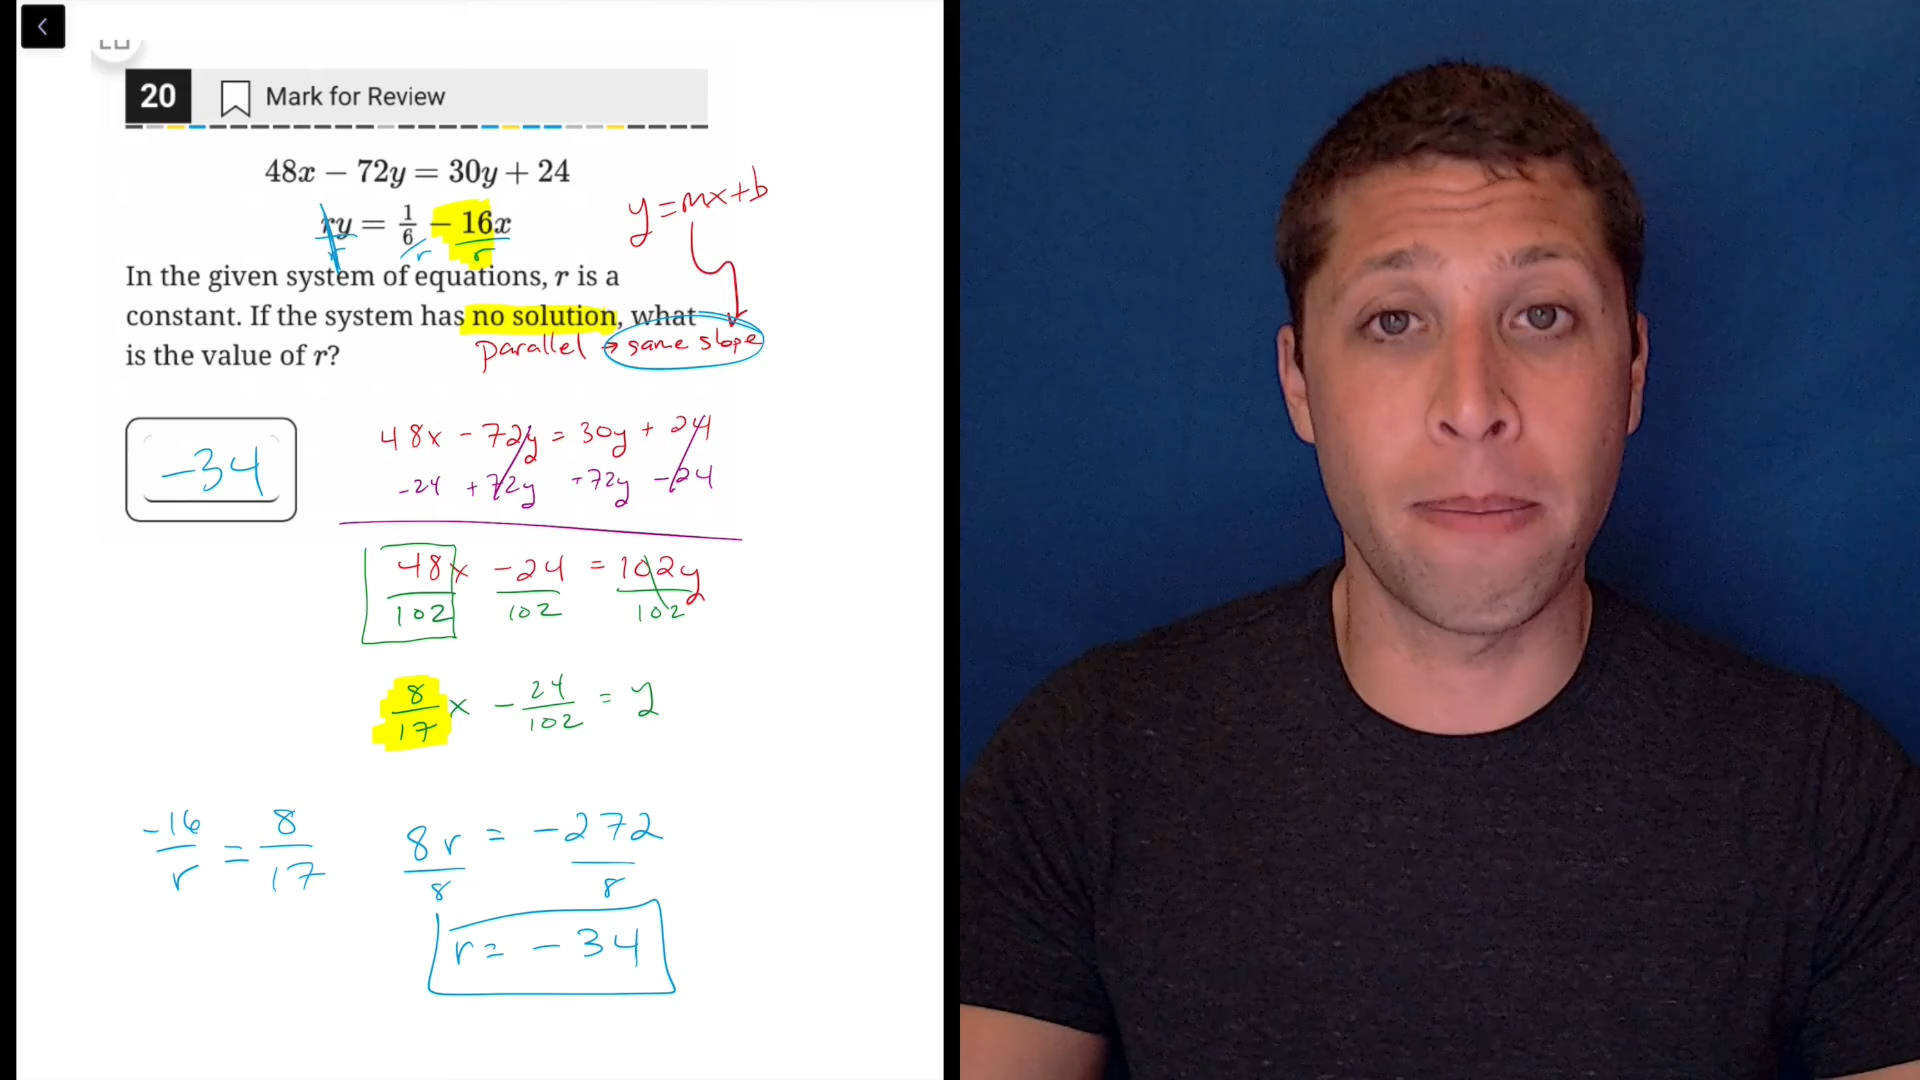 20 Mark for Review
48x − 72y = 30y + 24
y = mx + b
ry = 1/6 − 16x
r r r
In the given system of equations, r is a
constant. If the system has no solution, what
parallel → same slope
is the value of r?
48x − 72y = 30y + 24
-34
-24 +72y +72y -24
48x/102 -24/102 = 102y/102
8/17 x - 24/102 = y
-16/r = 8/17
8r/8 = -272/8
r = -34